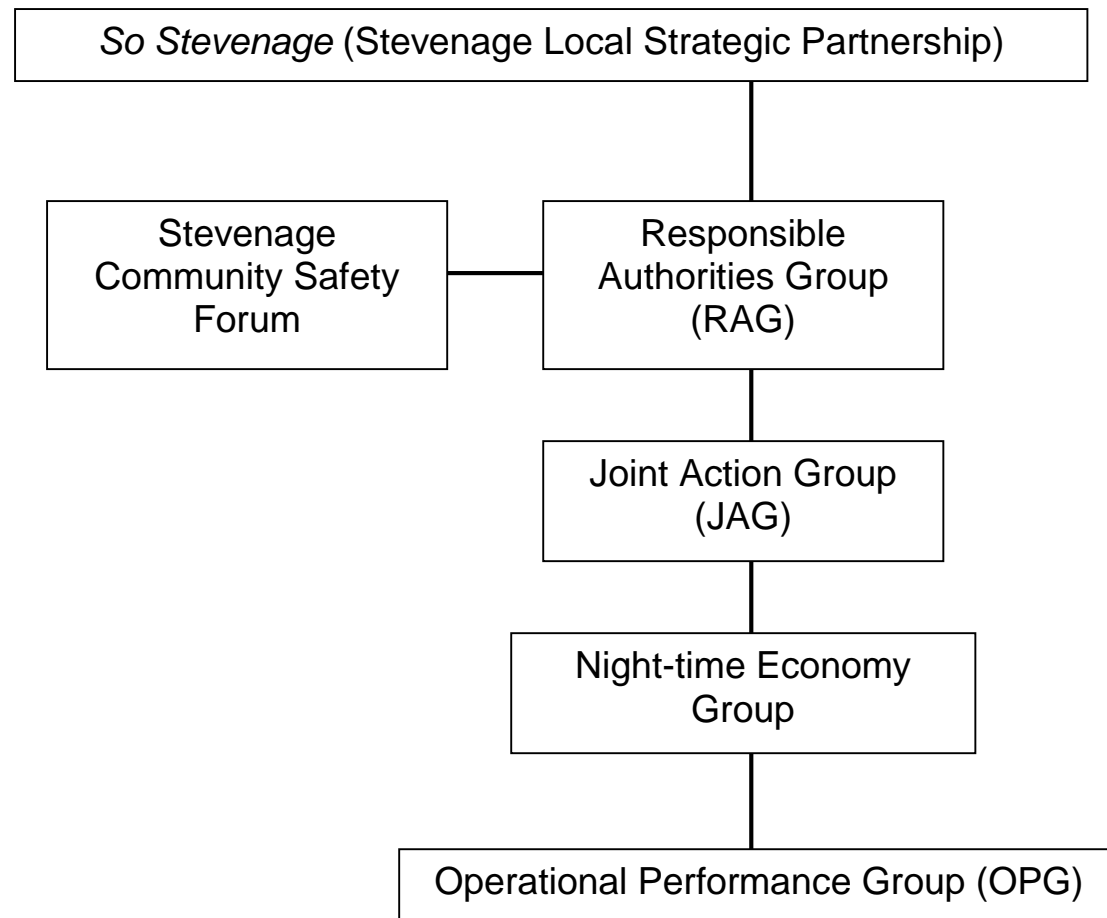 So Stevenage (Stevenage Local Strategic Partnership)
Stevenage
Community Safety
Forum
Responsible
Authorities Group
(RAG)
Joint Action Group
(JAG)
Night-time Economy
Group
Operational Performance Group (OPG)